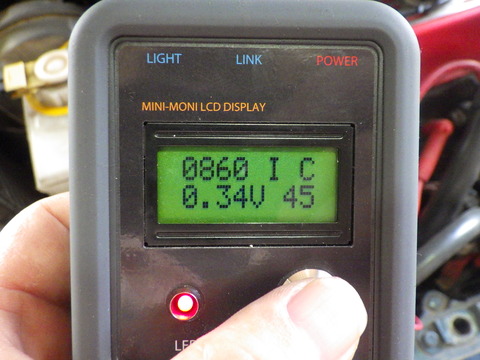 LIGHT LINK POWER
MINI-MONI LCD DISPLAY
0860 I C
0.34V 45